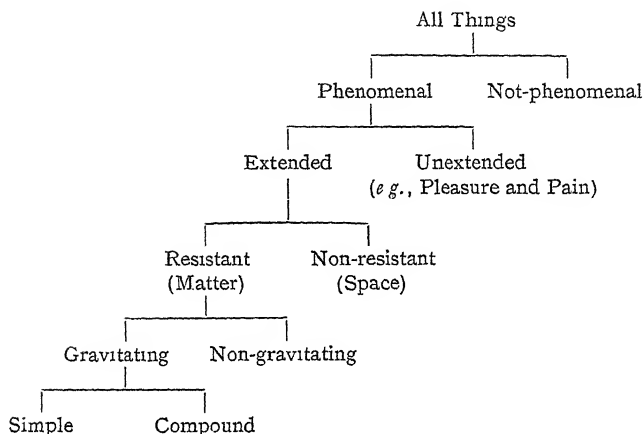 All Things
Phenomenal Not-phenomenal
Extended Unextended
(e g., Pleasure and Pain)
Resistant Non-resistant
(Matter) (Space)
Gravitating Non-gravitating
Simple Compound